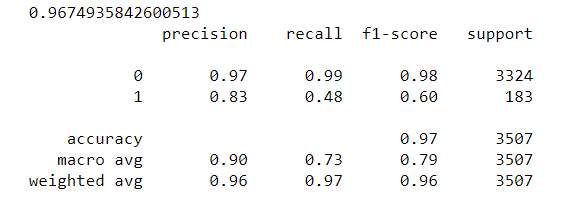 0.9674935842600513
precision recall f1-score support
0 0.97 0.99 0.98 3324
1 0.83 0.48 0.60 183
accuracy 0.97 3507
macro avg 0.90 0.73 0.79 3507
weighted avg 0.96 0.97 0.96 3507